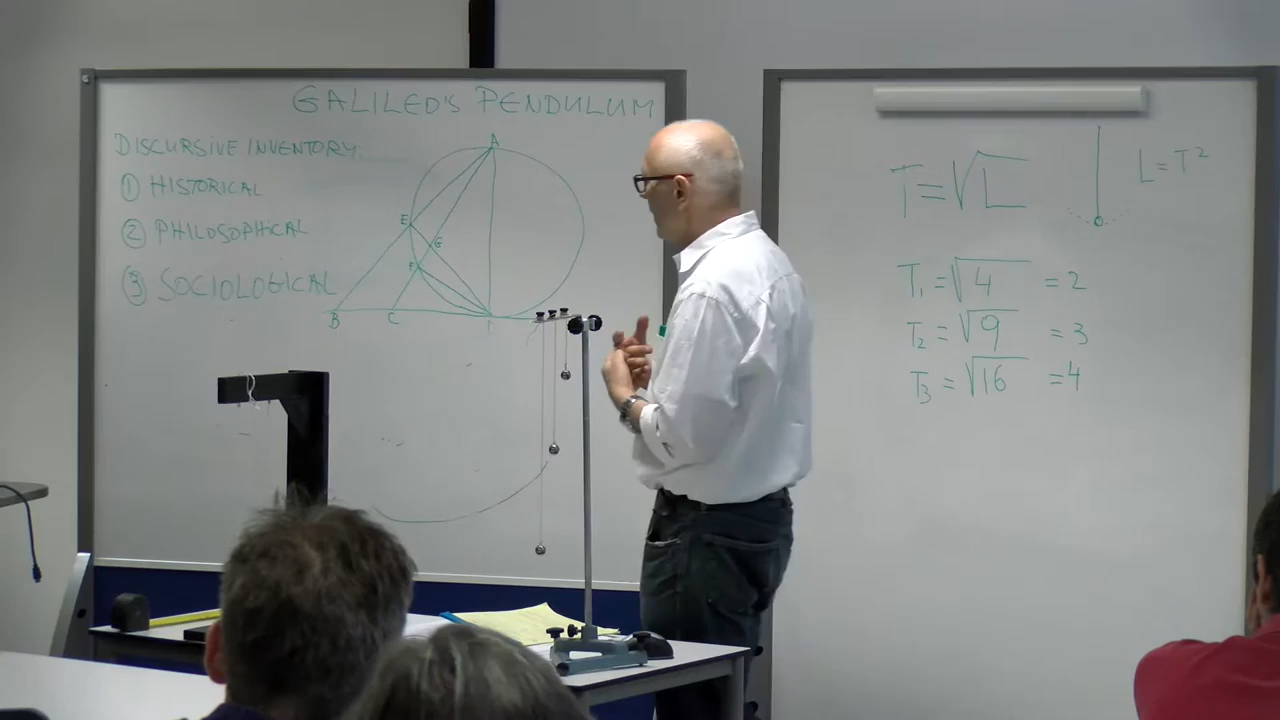 GALILEO'S PENDULUM
DISCURSIVE INVENTORY:
① HISTORICAL
② PHILOSOPHICAL
③ SOCIOLOGICAL
A
E
G
F
B C
T=√L
L=T²
T₁=√4 =2
T₂=√9 =3
T₃=√16 =4